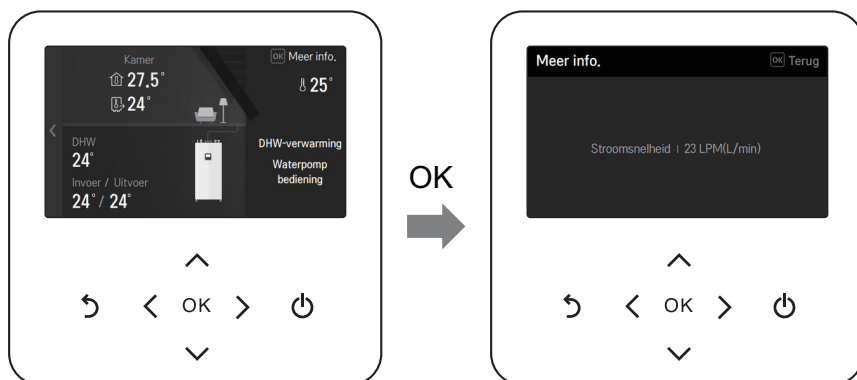 Kamer
27.5°
24°
OK Meer info.
25°
DHW
24°
Invoer / Uitvoer
24° / 24°
DHW-verwarming
Waterpomp
bediening
OK
OK
Meer info.
OK Terug
Stroomsnelheid | 23 LPM(L/min)
OK